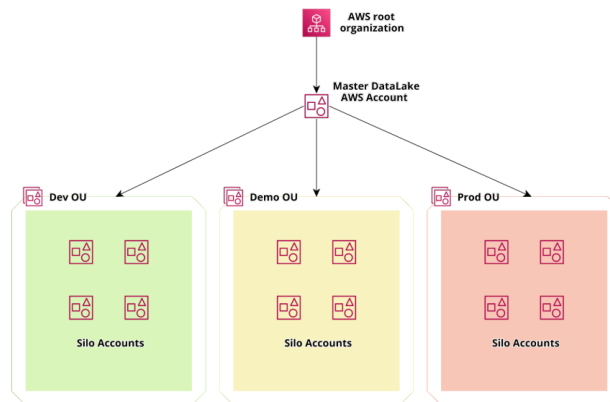 AWS root
organization
Master DataLake
AWS Account
Dev OU
Demo OU
Prod OU
Silo Accounts
Silo Accounts
Silo Accounts